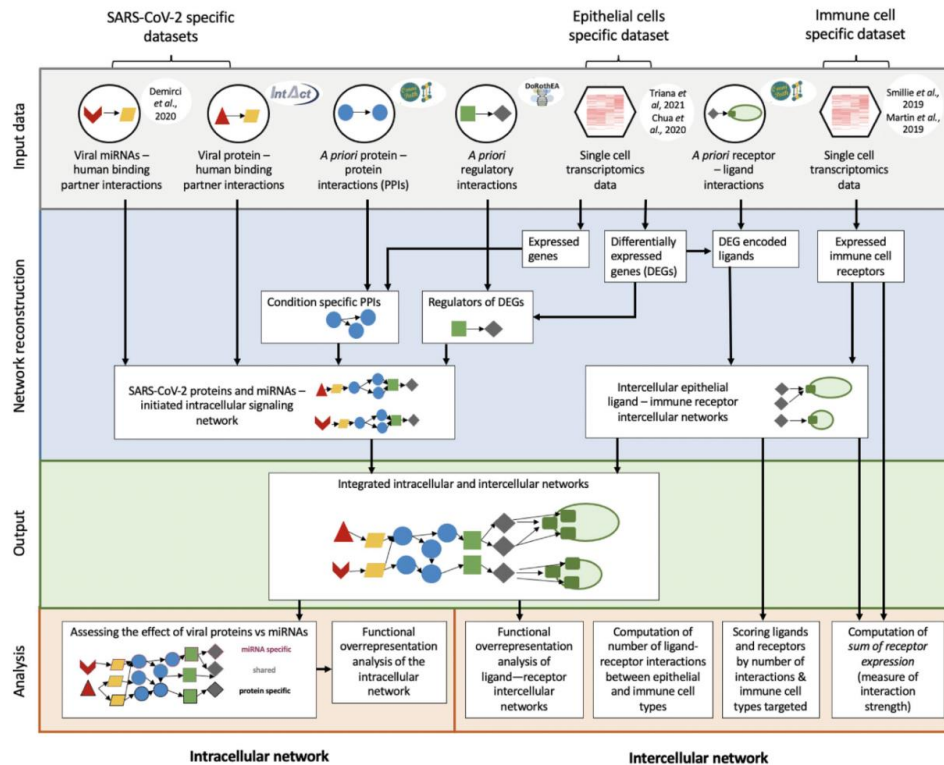 SARS-CoV-2 specific
datasets
Epithelial cells
specific dataset
Immune cell
specific dataset
Input data
Demirci
et al.,
2020
IntAct
DoRothEA
Triana
et al, 2021
Chua
et al., 2020
Smillie et al.,
2019
Martin et al.,
2019
Viral miRNAs –
human binding
partner interactions
Viral protein –
human binding
partner interactions
A priori protein –
protein
interactions (PPIs)
A priori
regulatory
interactions
Single cell
transcriptomics
data
A priori receptor
– ligand
interactions
Single cell
transcriptomics
data
Network reconstruction
Expressed
genes
Differentially
expressed
genes (DEGs)
DEG encoded
ligands
Expressed
immune cell
receptors
Condition specific PPIs
Regulators of DEGs
SARS-CoV-2 proteins and miRNAs –
initiated intracellular signaling
network
Intercellular epithelial
ligand – immune receptor
intercellular networks
Output
Integrated intracellular and intercellular networks
Analysis
Assessing the effect of viral proteins vs miRNAs
miRNA specific
shared
protein specific
Functional
overrepresentation
analysis of the
intracellular
network
Functional
overrepresentation
analysis of
ligand—receptor
intercellular
networks
Computation of
number of ligand-
receptor interactions
between epithelial
and immune cell
types
Scoring ligands
and receptors
by number of
interactions &
immune cell
types targeted
Computation of
sum of receptor
expression
(measure of
interaction
strength)
Intracellular network
Intercellular network